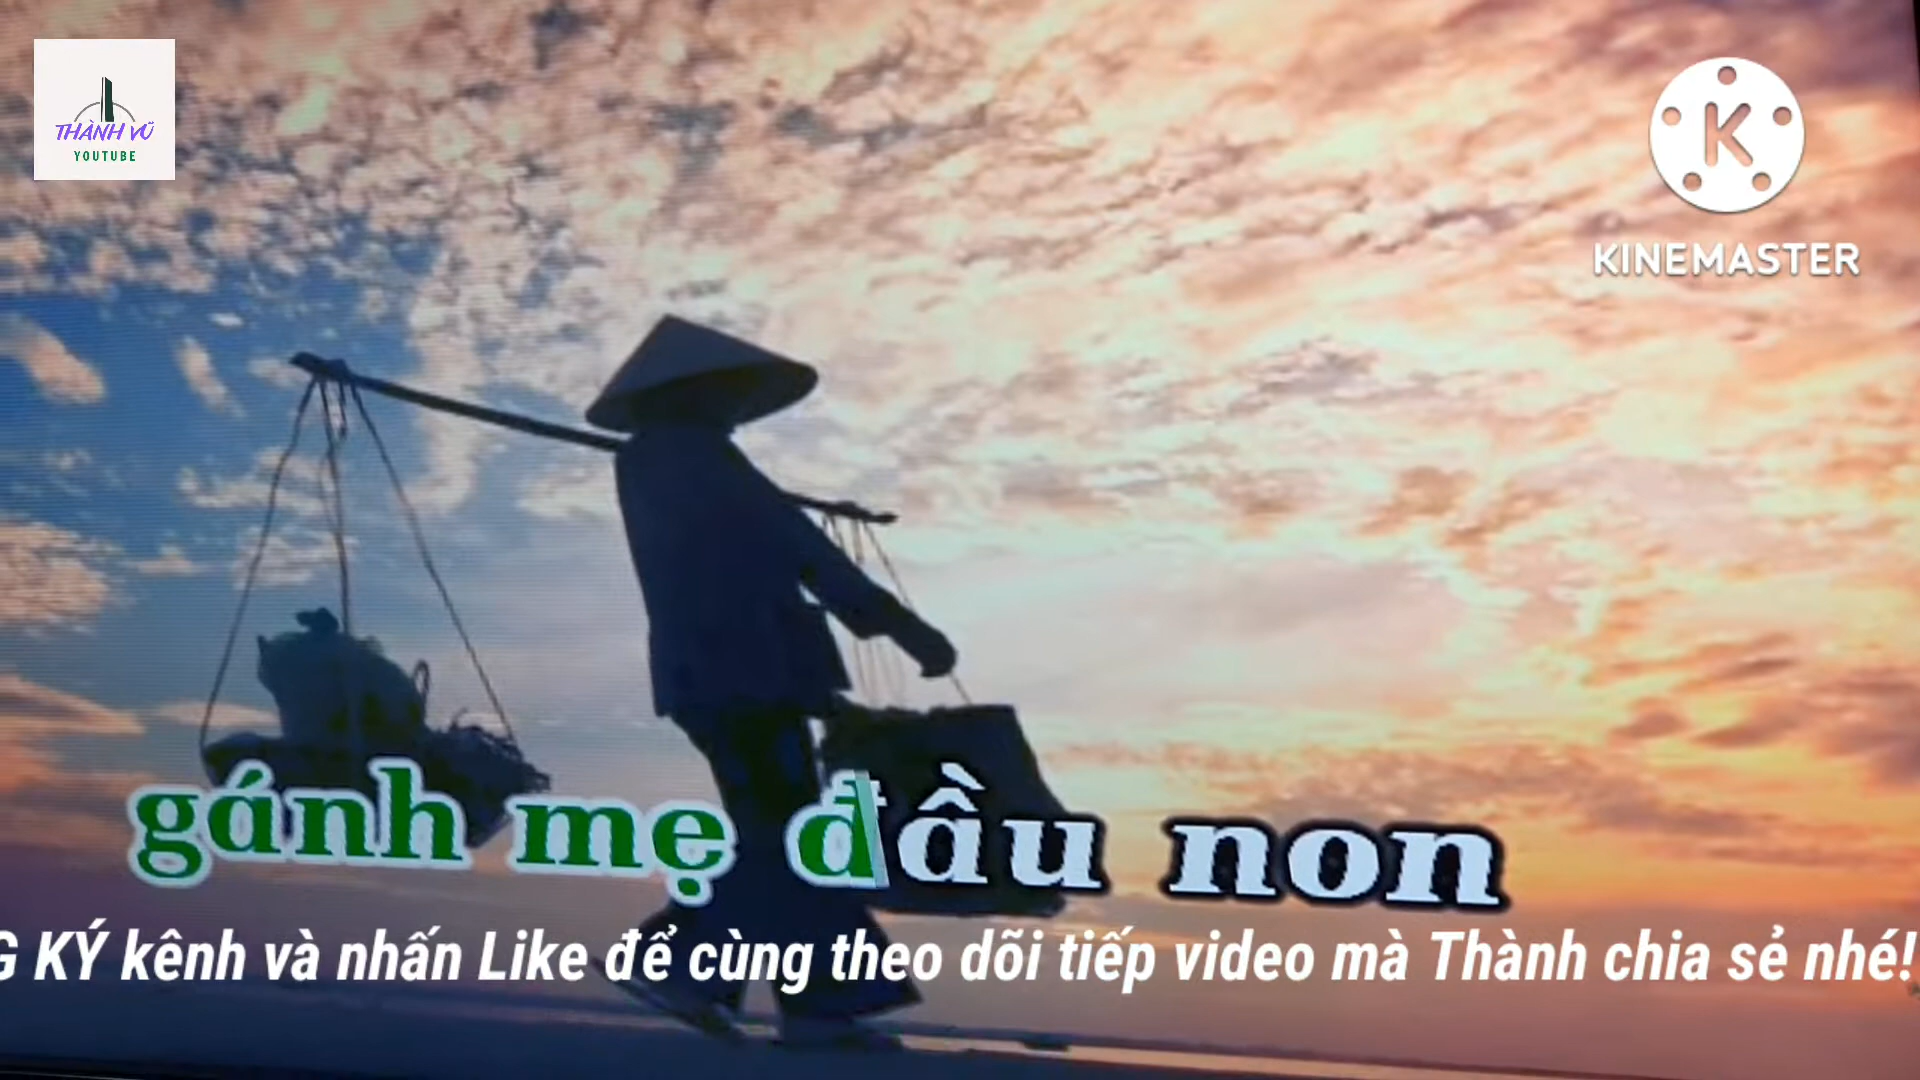 THÀNH VŨ
YOUTUBE
KINEMASTER
gánh mẹ đầu non
G KÝ kênh và nhấn Like để cùng theo dõi tiếp video mà Thành chia sẻ nhé!